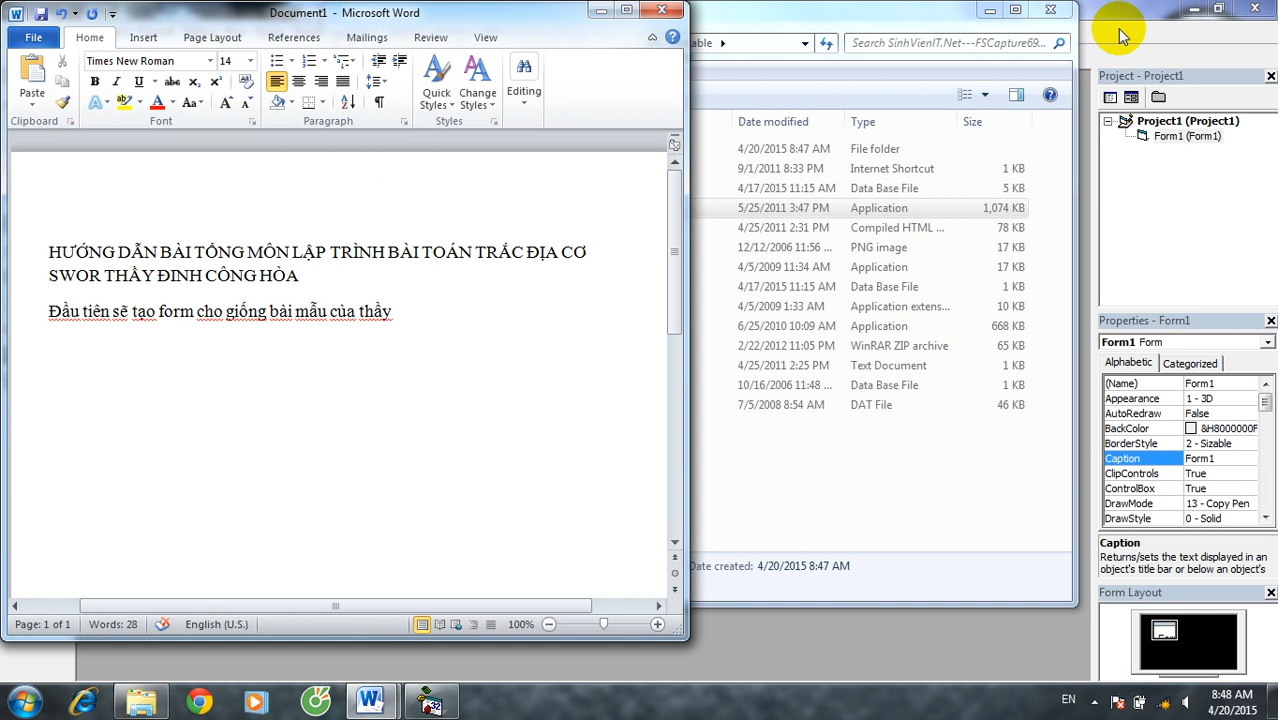 Document1 - Microsoft Word
File Home Insert Page Layout References Mailings Review View
Times New Roman 14
Paste
B I U abc x₂ x²
A ab A Aa A A
Quick Styles
Change Styles
Editing
Clipboard Font Paragraph Styles
HƯỚNG DẪN BÀI TỔNG MÔN LẬP TRÌNH BÀI TOÁN TRẮC ĐỊA CƠ
SWOR THẦY ĐINH CÔNG HÒA
Đầu tiên sẽ tạo form cho giống bài mẫu của thầy
Page: 1 of 1 Words: 28 English (U.S.) 100%
able
Search SinhVienIT.Net---FSCapture69...
Date modified Type Size
4/20/2015 8:47 AM File folder
9/1/2011 8:33 PM Internet Shortcut 1 KB
4/17/2015 11:15 AM Data Base File 5 KB
5/25/2011 3:47 PM Application 1,074 KB
4/25/2011 2:31 PM Compiled HTML ... 78 KB
12/12/2006 11:56 ... PNG image 17 KB
4/5/2009 11:34 AM Application 17 KB
4/17/2015 11:15 AM Data Base File 1 KB
4/5/2009 1:33 AM Application extens... 10 KB
6/25/2010 10:09 AM Application 668 KB
2/22/2012 11:05 PM WinRAR ZIP archive 65 KB
4/25/2011 2:25 PM Text Document 1 KB
10/16/2006 11:48 ... Data Base File 1 KB
7/5/2008 8:54 AM DAT File 46 KB
Date created: 4/20/2015 8:47 AM
Project - Project1
Project1 (Project1)
Form1 (Form1)
Properties - Form1
Form1 Form
Alphabetic Categorized
(Name) Form1
Appearance 1 - 3D
AutoRedraw False
BackColor &H8000000F
BorderStyle 2 - Sizable
Caption Form1
ClipControls True
ControlBox True
DrawMode 13 - Copy Pen
DrawStyle 0 - Solid
Caption
Returns/sets the text displayed in an
object's title bar or below an object's
Form Layout
EN
8:48 AM
4/20/2015